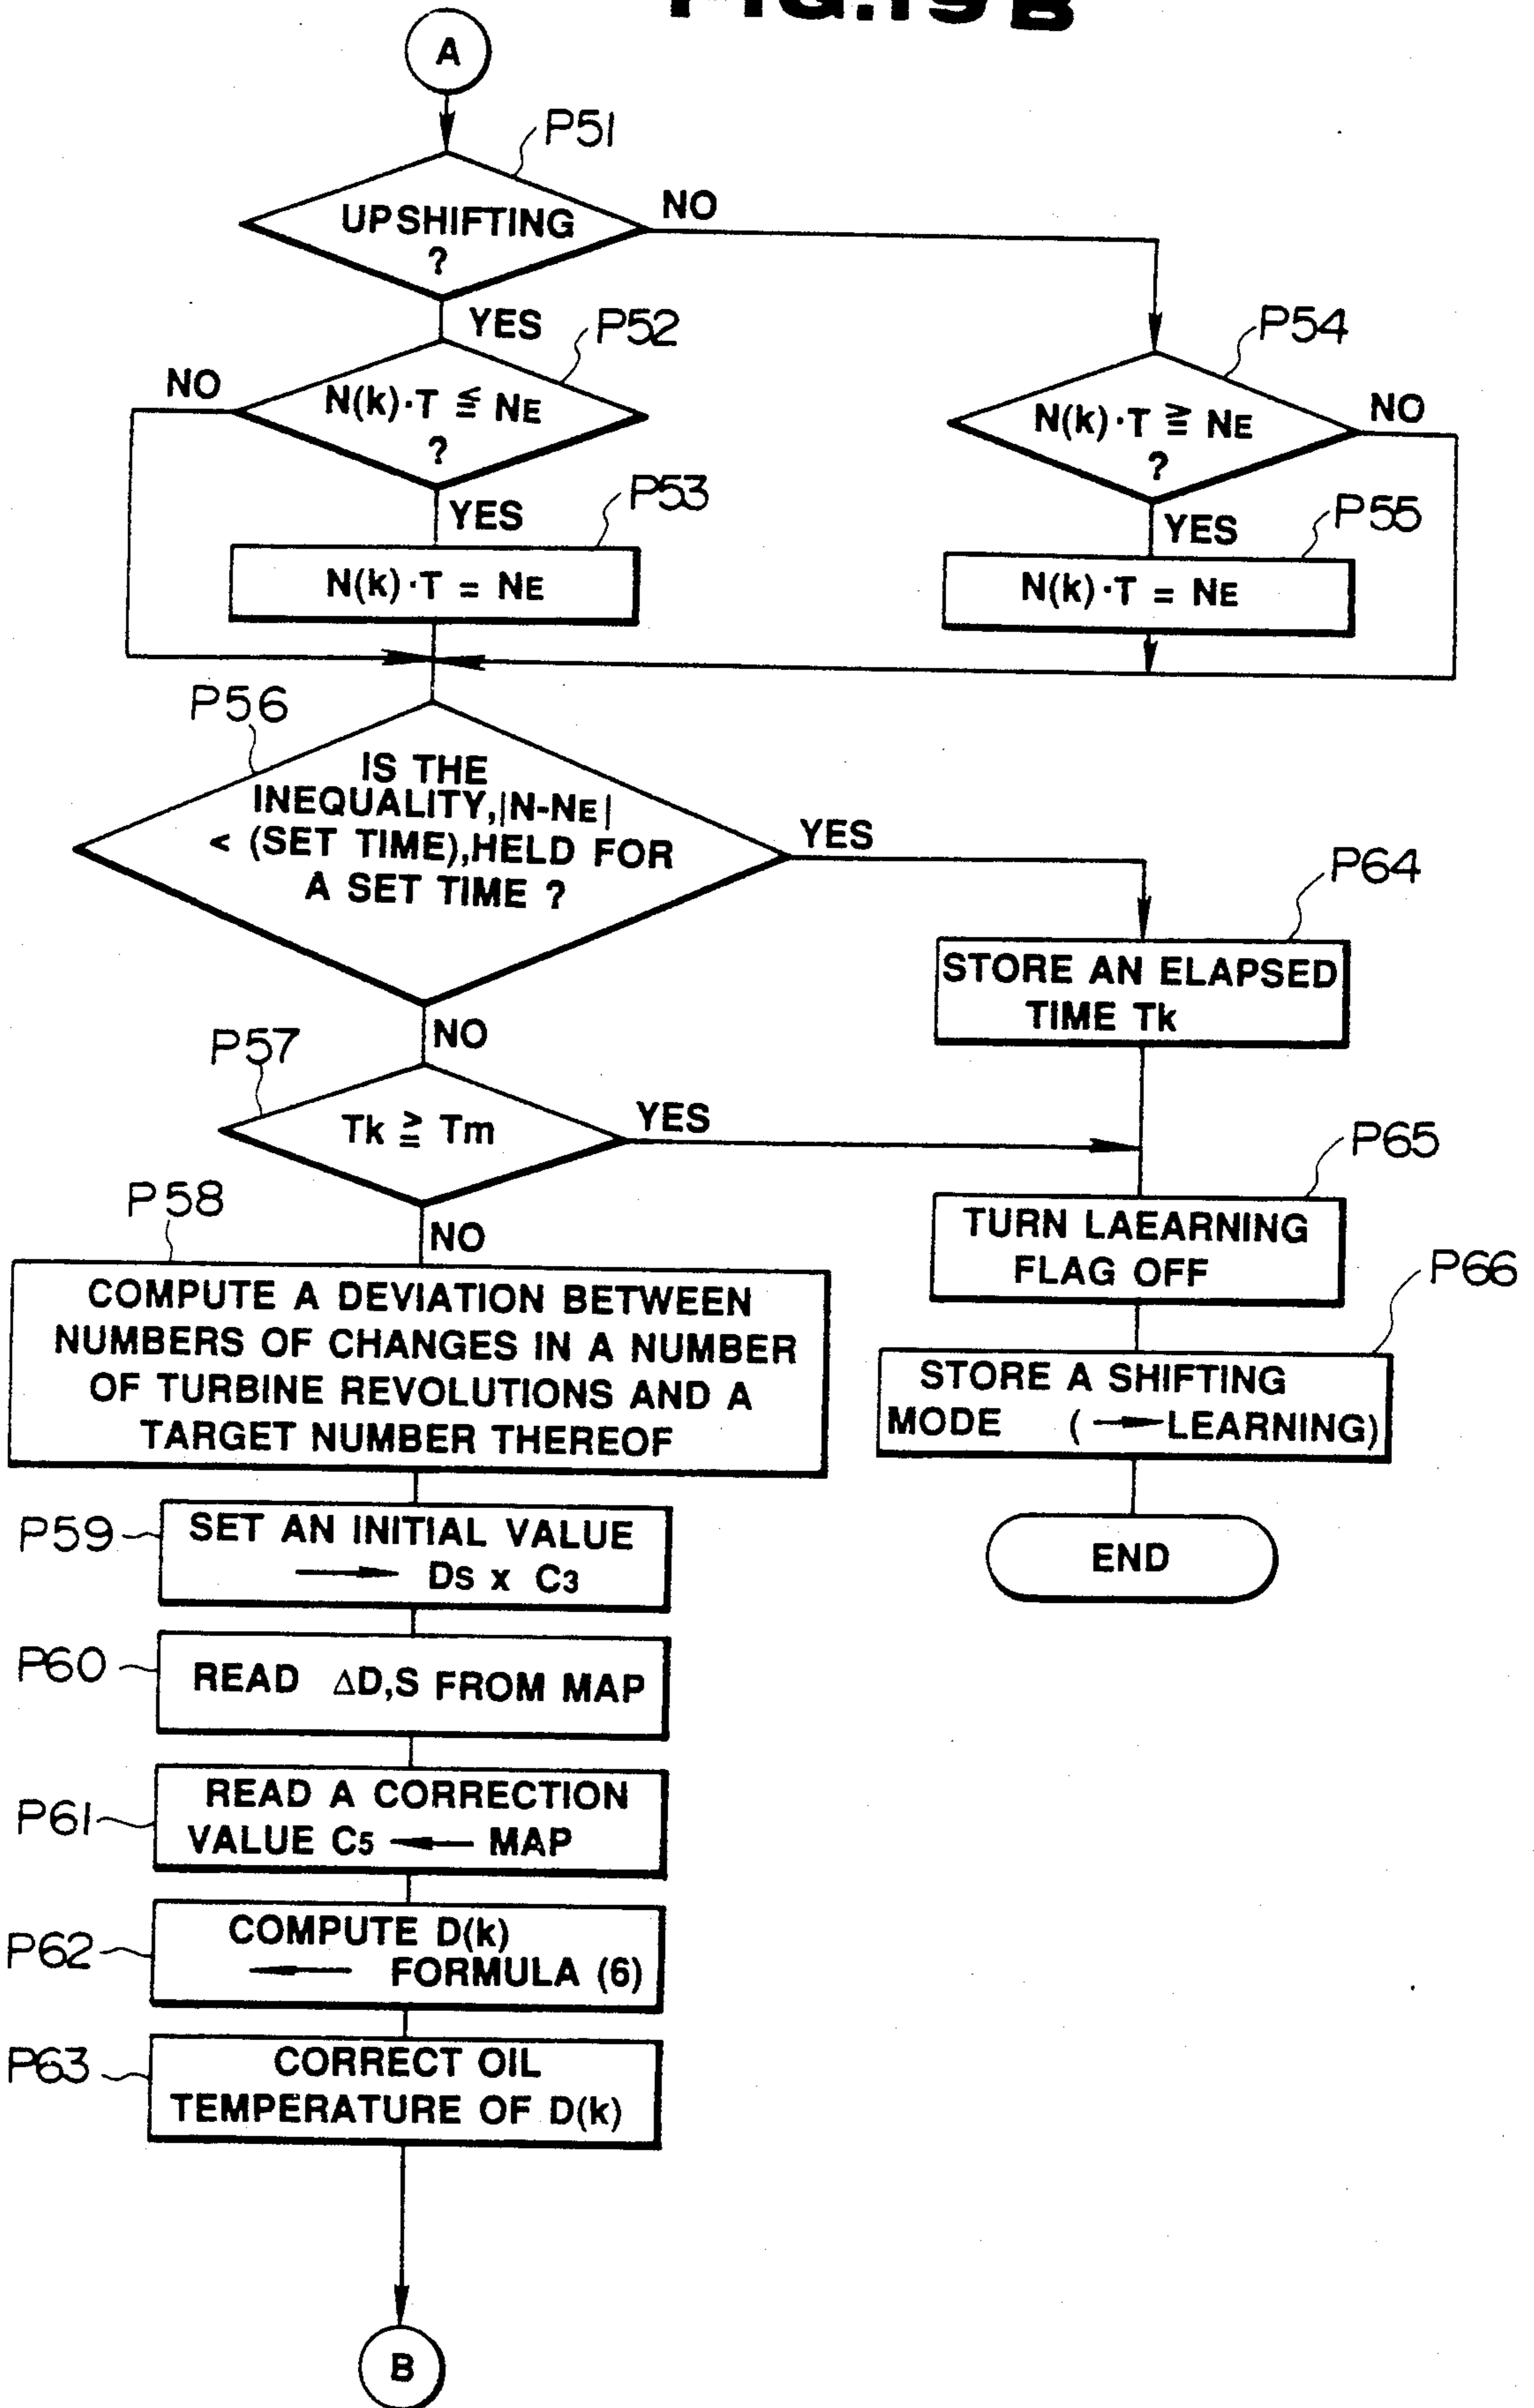 FIG.19B
A
P51
UPSHIFTING
?
NO
YES
P52
NO
N(k)·T ≦ NE
?
P54
N(k)·T ≧ NE
?
NO
YES
P53
N(k)·T = NE
YES
P55
N(k)·T = NE
P56
IS THE
INEQUALITY,|N-NE|
< (SET TIME),HELD FOR
A SET TIME ?
YES
P64
STORE AN ELAPSED
TIME Tk
NO
P57
Tk ≧ Tm
YES
P65
TURN LAEARNING
FLAG OFF
P58
NO
COMPUTE A DEVIATION BETWEEN
NUMBERS OF CHANGES IN A NUMBER
OF TURBINE REVOLUTIONS AND A
TARGET NUMBER THEREOF
P66
STORE A SHIFTING
MODE (→LEARNING)
END
P59
SET AN INITIAL VALUE
→ DS x C3
P60
READ ΔD,S FROM MAP
P61
READ A CORRECTION
VALUE C5 ← MAP
P62
COMPUTE D(k)
← FORMULA (6)
P63
CORRECT OIL
TEMPERATURE OF D(k)
B